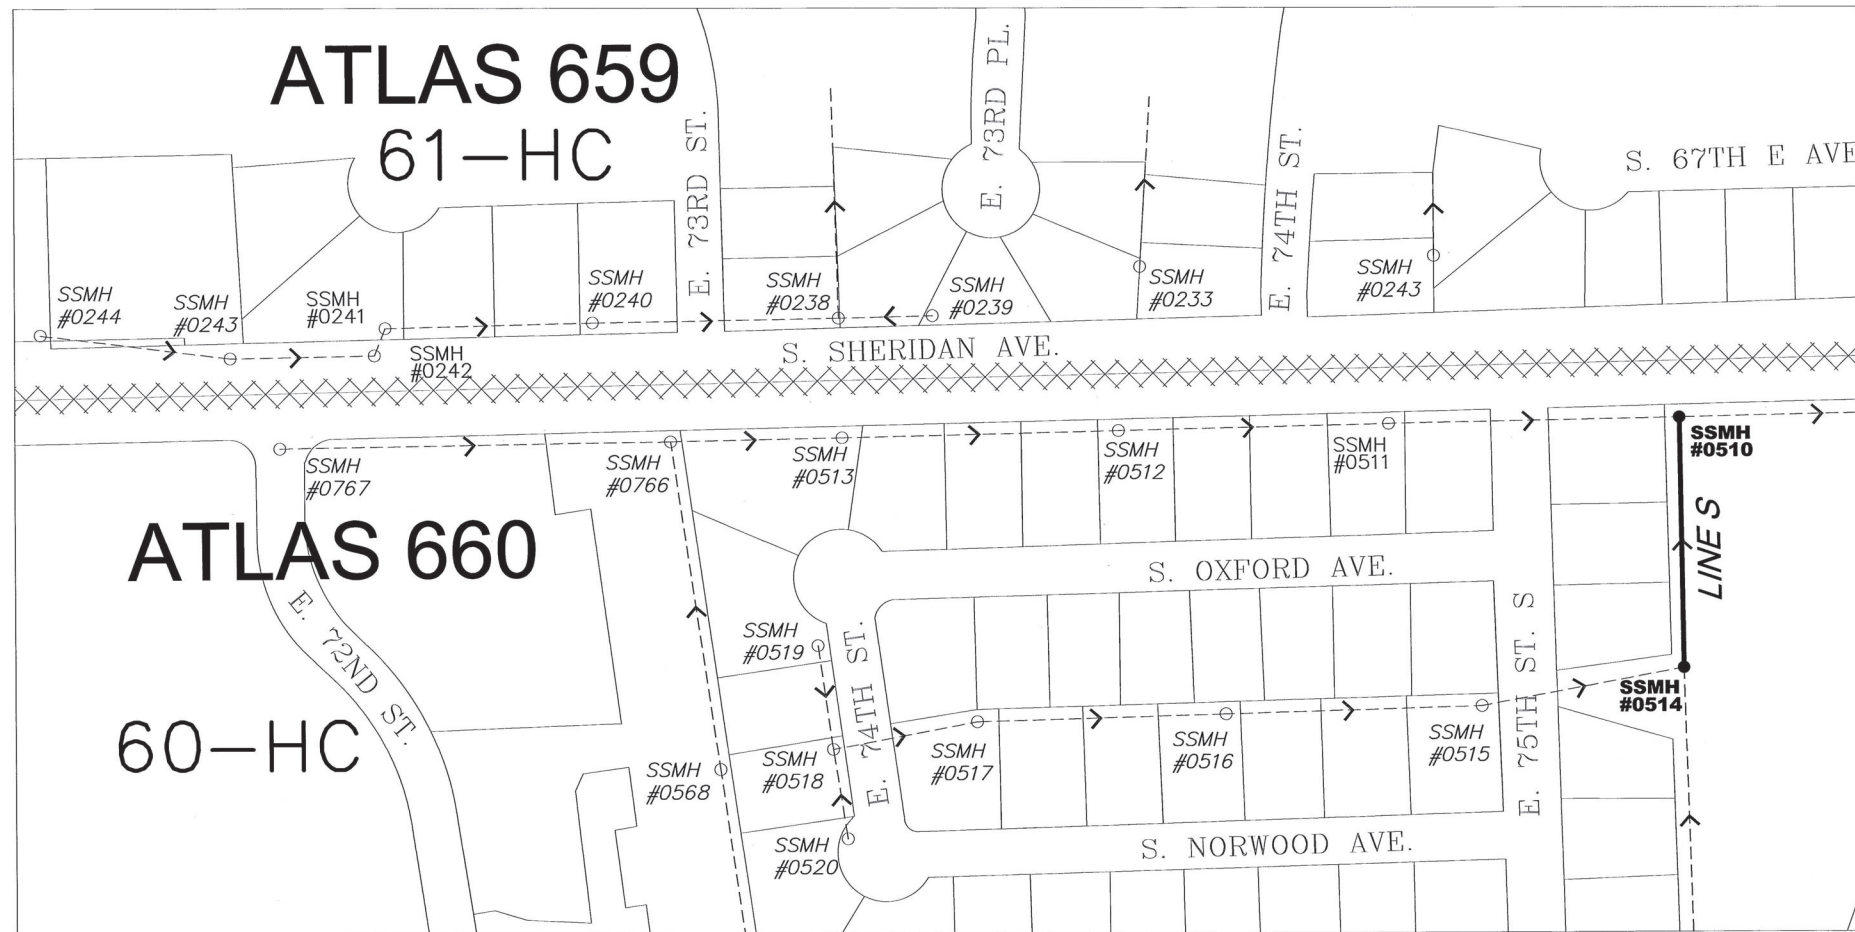 ATLAS 659
61-HC
E. 73RD ST.
E. 73RD PL.
E. 74TH ST.
S. 67TH E AVE
SSMH
#0244
SSMH
#0243
SSMH
#0241
SSMH
#0242
SSMH
#0240
SSMH
#0238
SSMH
#0239
SSMH
#0233
SSMH
#0243
S. SHERIDAN AVE.
SSMH
#0767
SSMH
#0766
SSMH
#0513
SSMH
#0512
SSMH
#0511
SSMH
#0510
LINE S
ATLAS 660
60-HC
E. 72ND ST.
S. OXFORD AVE.
SSMH
#0519
E. 74TH ST.
E. 75TH ST. S
SSMH
#0514
SSMH
#0568
SSMH
#0518
SSMH
#0517
SSMH
#0516
SSMH
#0515
SSMH
#0520
S. NORWOOD AVE.